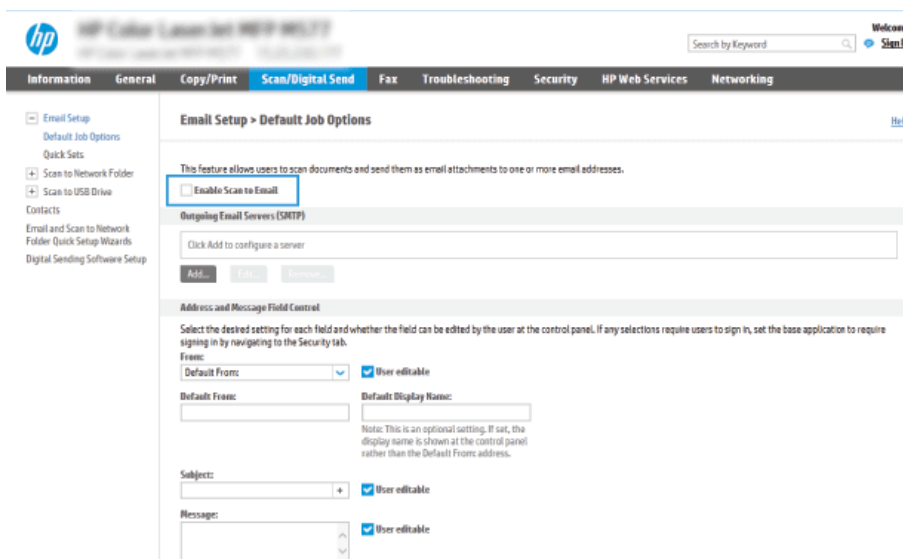 hp
HP Color LaserJet MFP M577
Welcom
Search by Keyword
Sign I
Information General Copy/Print Scan/Digital Send Fax Troubleshooting Security HP Web Services Networking
Email Setup
Default Job Options
Quick Sets
Scan to Network Folder
Scan to USB Drive
Contacts
Email and Scan to Network
Folder Quick Setup Wizards
Digital Sending Software Setup
Email Setup > Default Job Options
Hel
This feature allows users to scan documents and send them as email attachments to one or more email addresses.
Enable Scan to Email
Outgoing Email Servers (SMTP)
Click Add to configure a server
Add... Edit... Remove...
Address and Message Field Control
Select the desired setting for each field and whether the field can be edited by the user at the control panel. If any selections require users to sign in, set the base application to require
signing in by navigating to the Security tab.
From:
Default From: User editable
Default From: Default Display Name:
Note: This is an optional setting. If set, the
display name is shown at the control panel
rather than the Default From: address.
Subject:
+ User editable
Message:
User editable